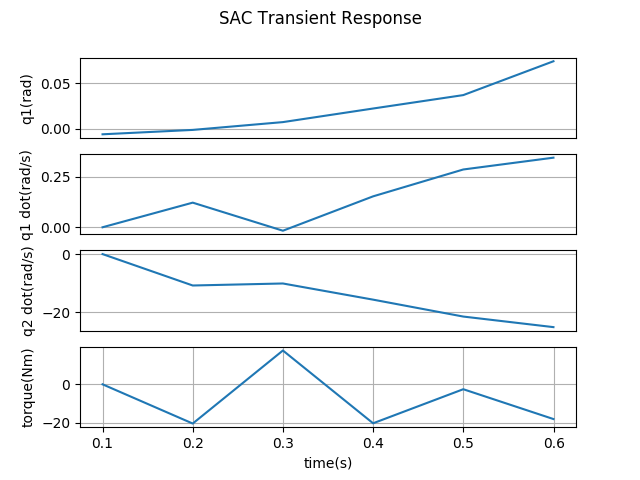 SAC Transient Response
q1(rad)
0.05
0.00
q1 dot(rad/s)
0.25
0.00
q2 dot(rad/s)
0
−20
torque(Nm)
0
−20
0.1 0.2 0.3 0.4 0.5 0.6
time(s)